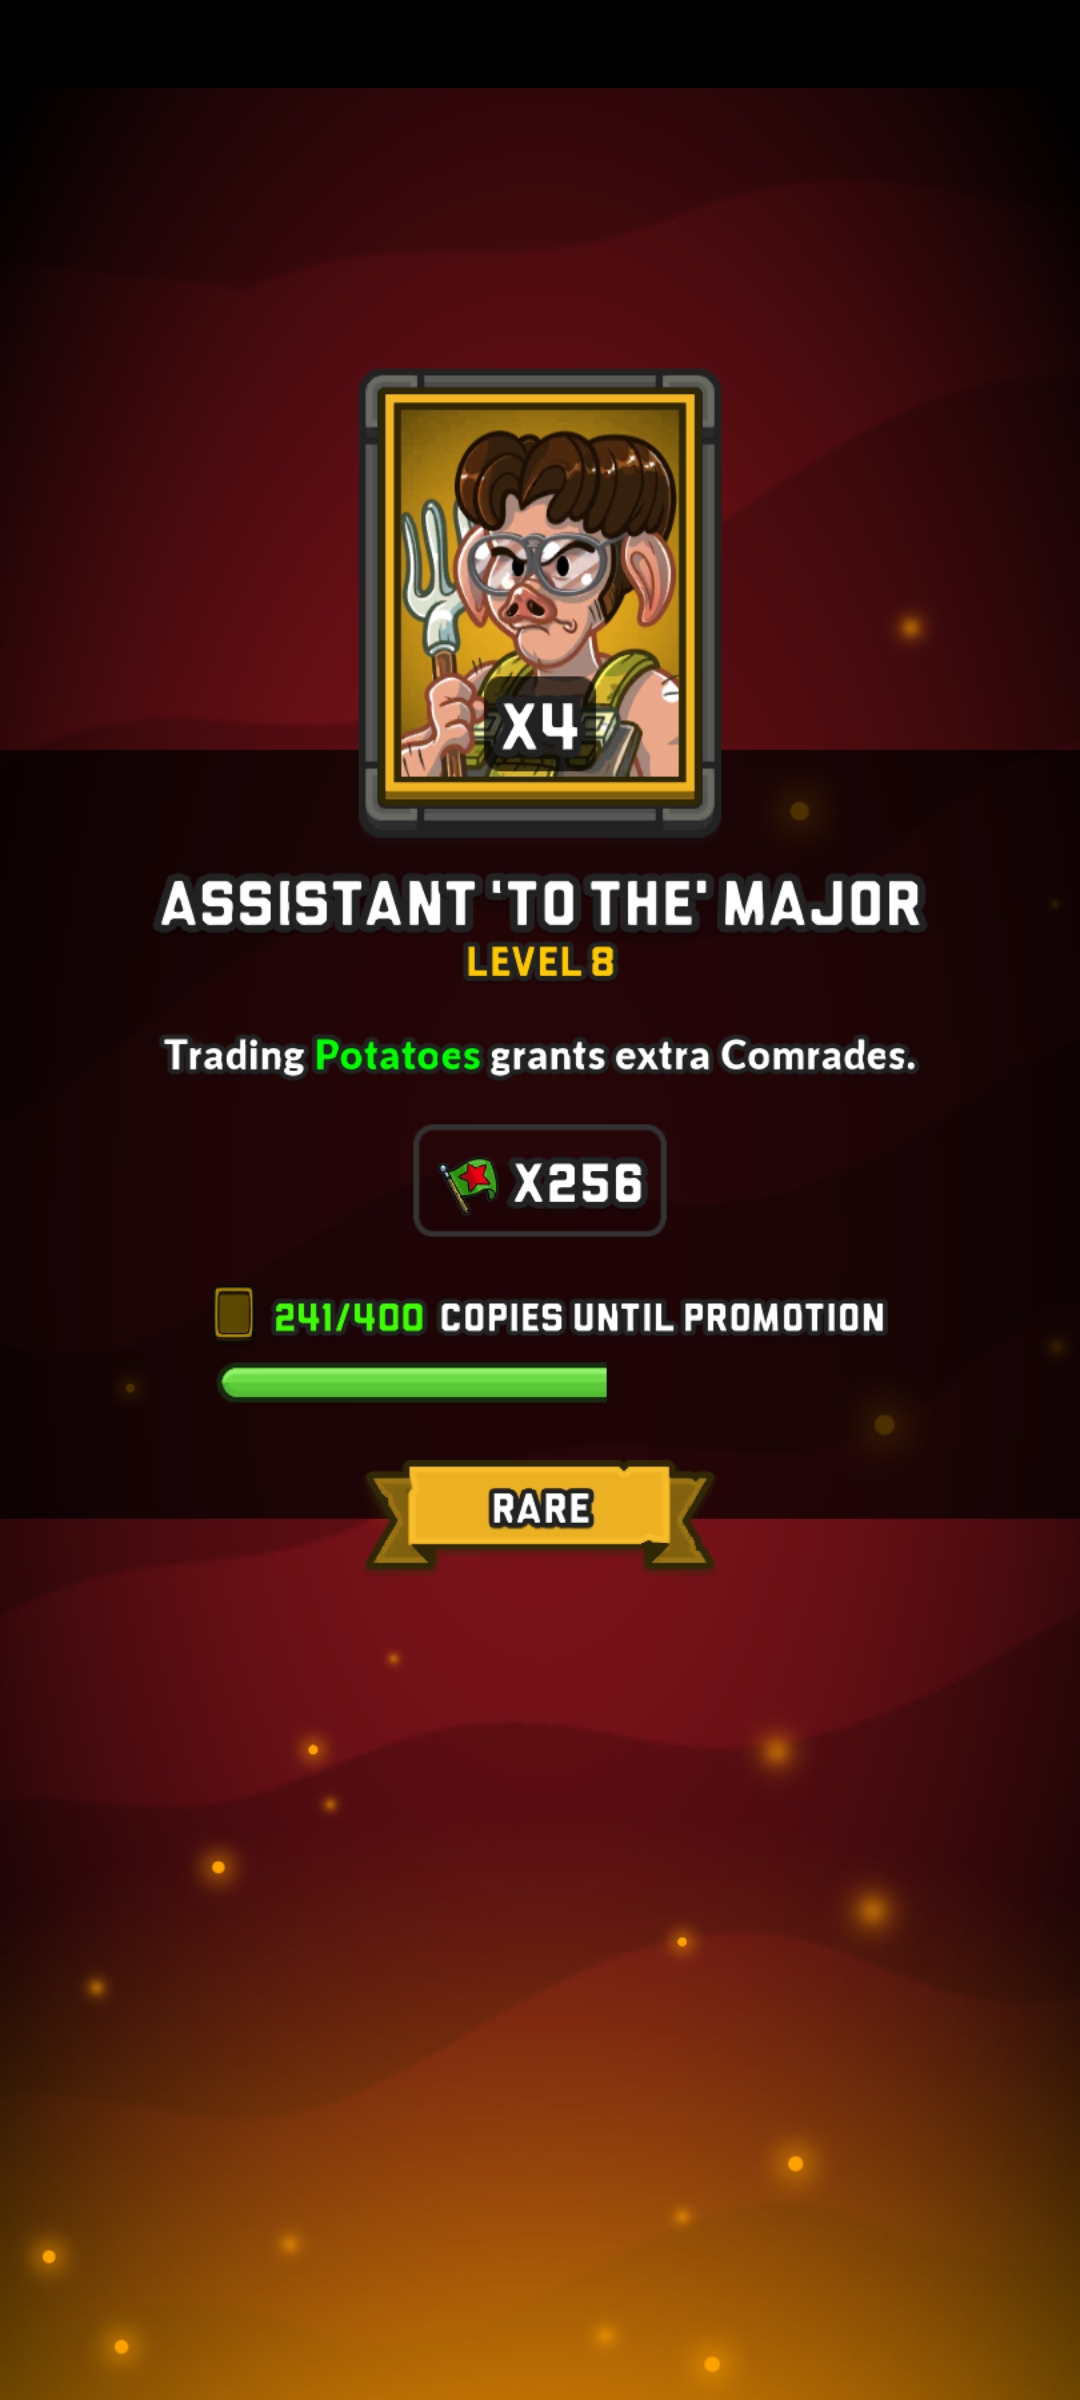 X4
ASSISTANT 'TO THE' MAJOR
LEVEL 8
Trading Potatoes grants extra Comrades.
X256
241/400 COPIES UNTIL PROMOTION
RARE